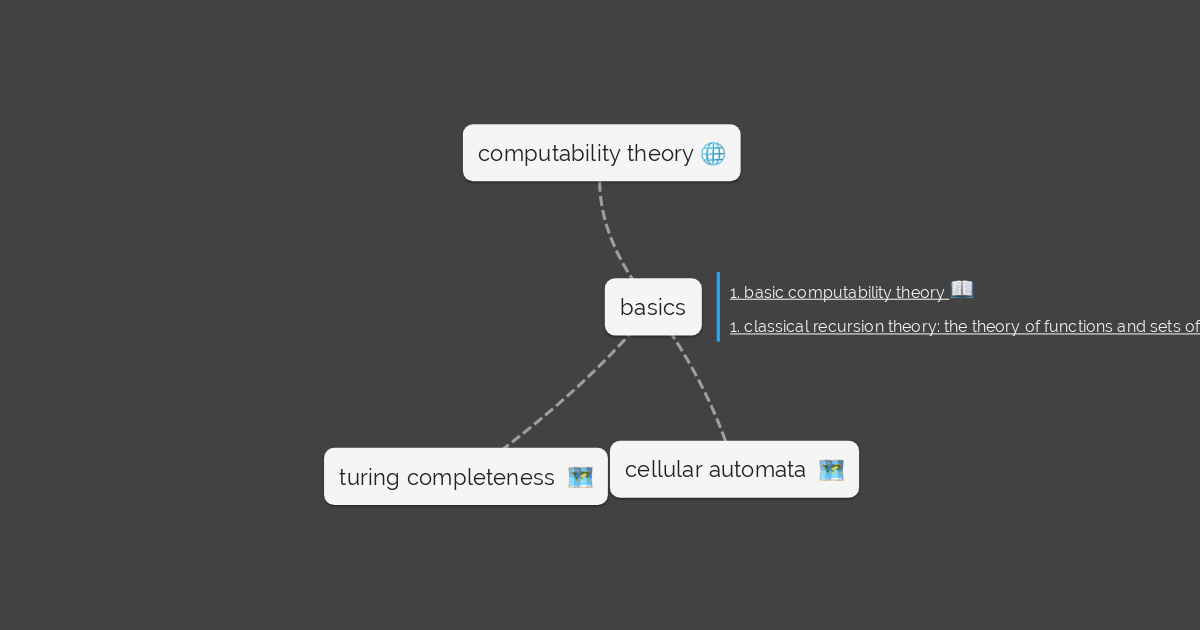 computability theory
basics
1. basic computability theory
1. classical recursion theory: the theory of functions and sets of
turing completeness
cellular automata